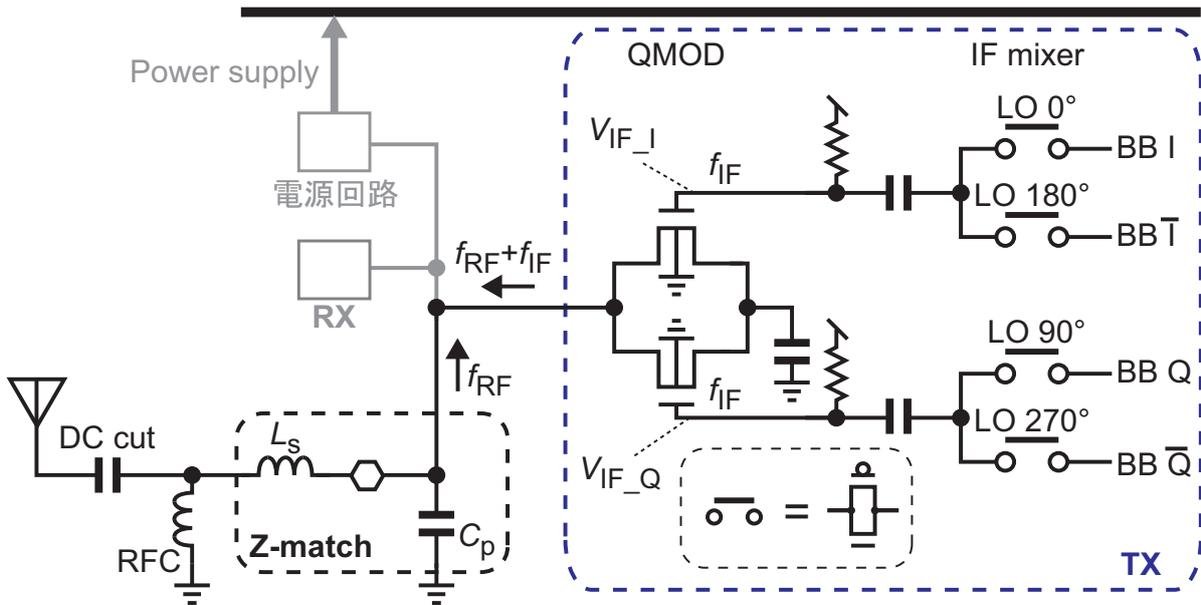 QMOD
IF mixer
Power supply
LO 0°
V_IF_I
BB I
f_IF
電源回路
LO 180°
BB I̅
f_RF+f_IF
RX
LO 90°
f_RF
f_IF
BB Q
DC cut
L_s
LO 270°
V_IF_Q
BB Q̅
=
RFC
Z-match
C_p
TX